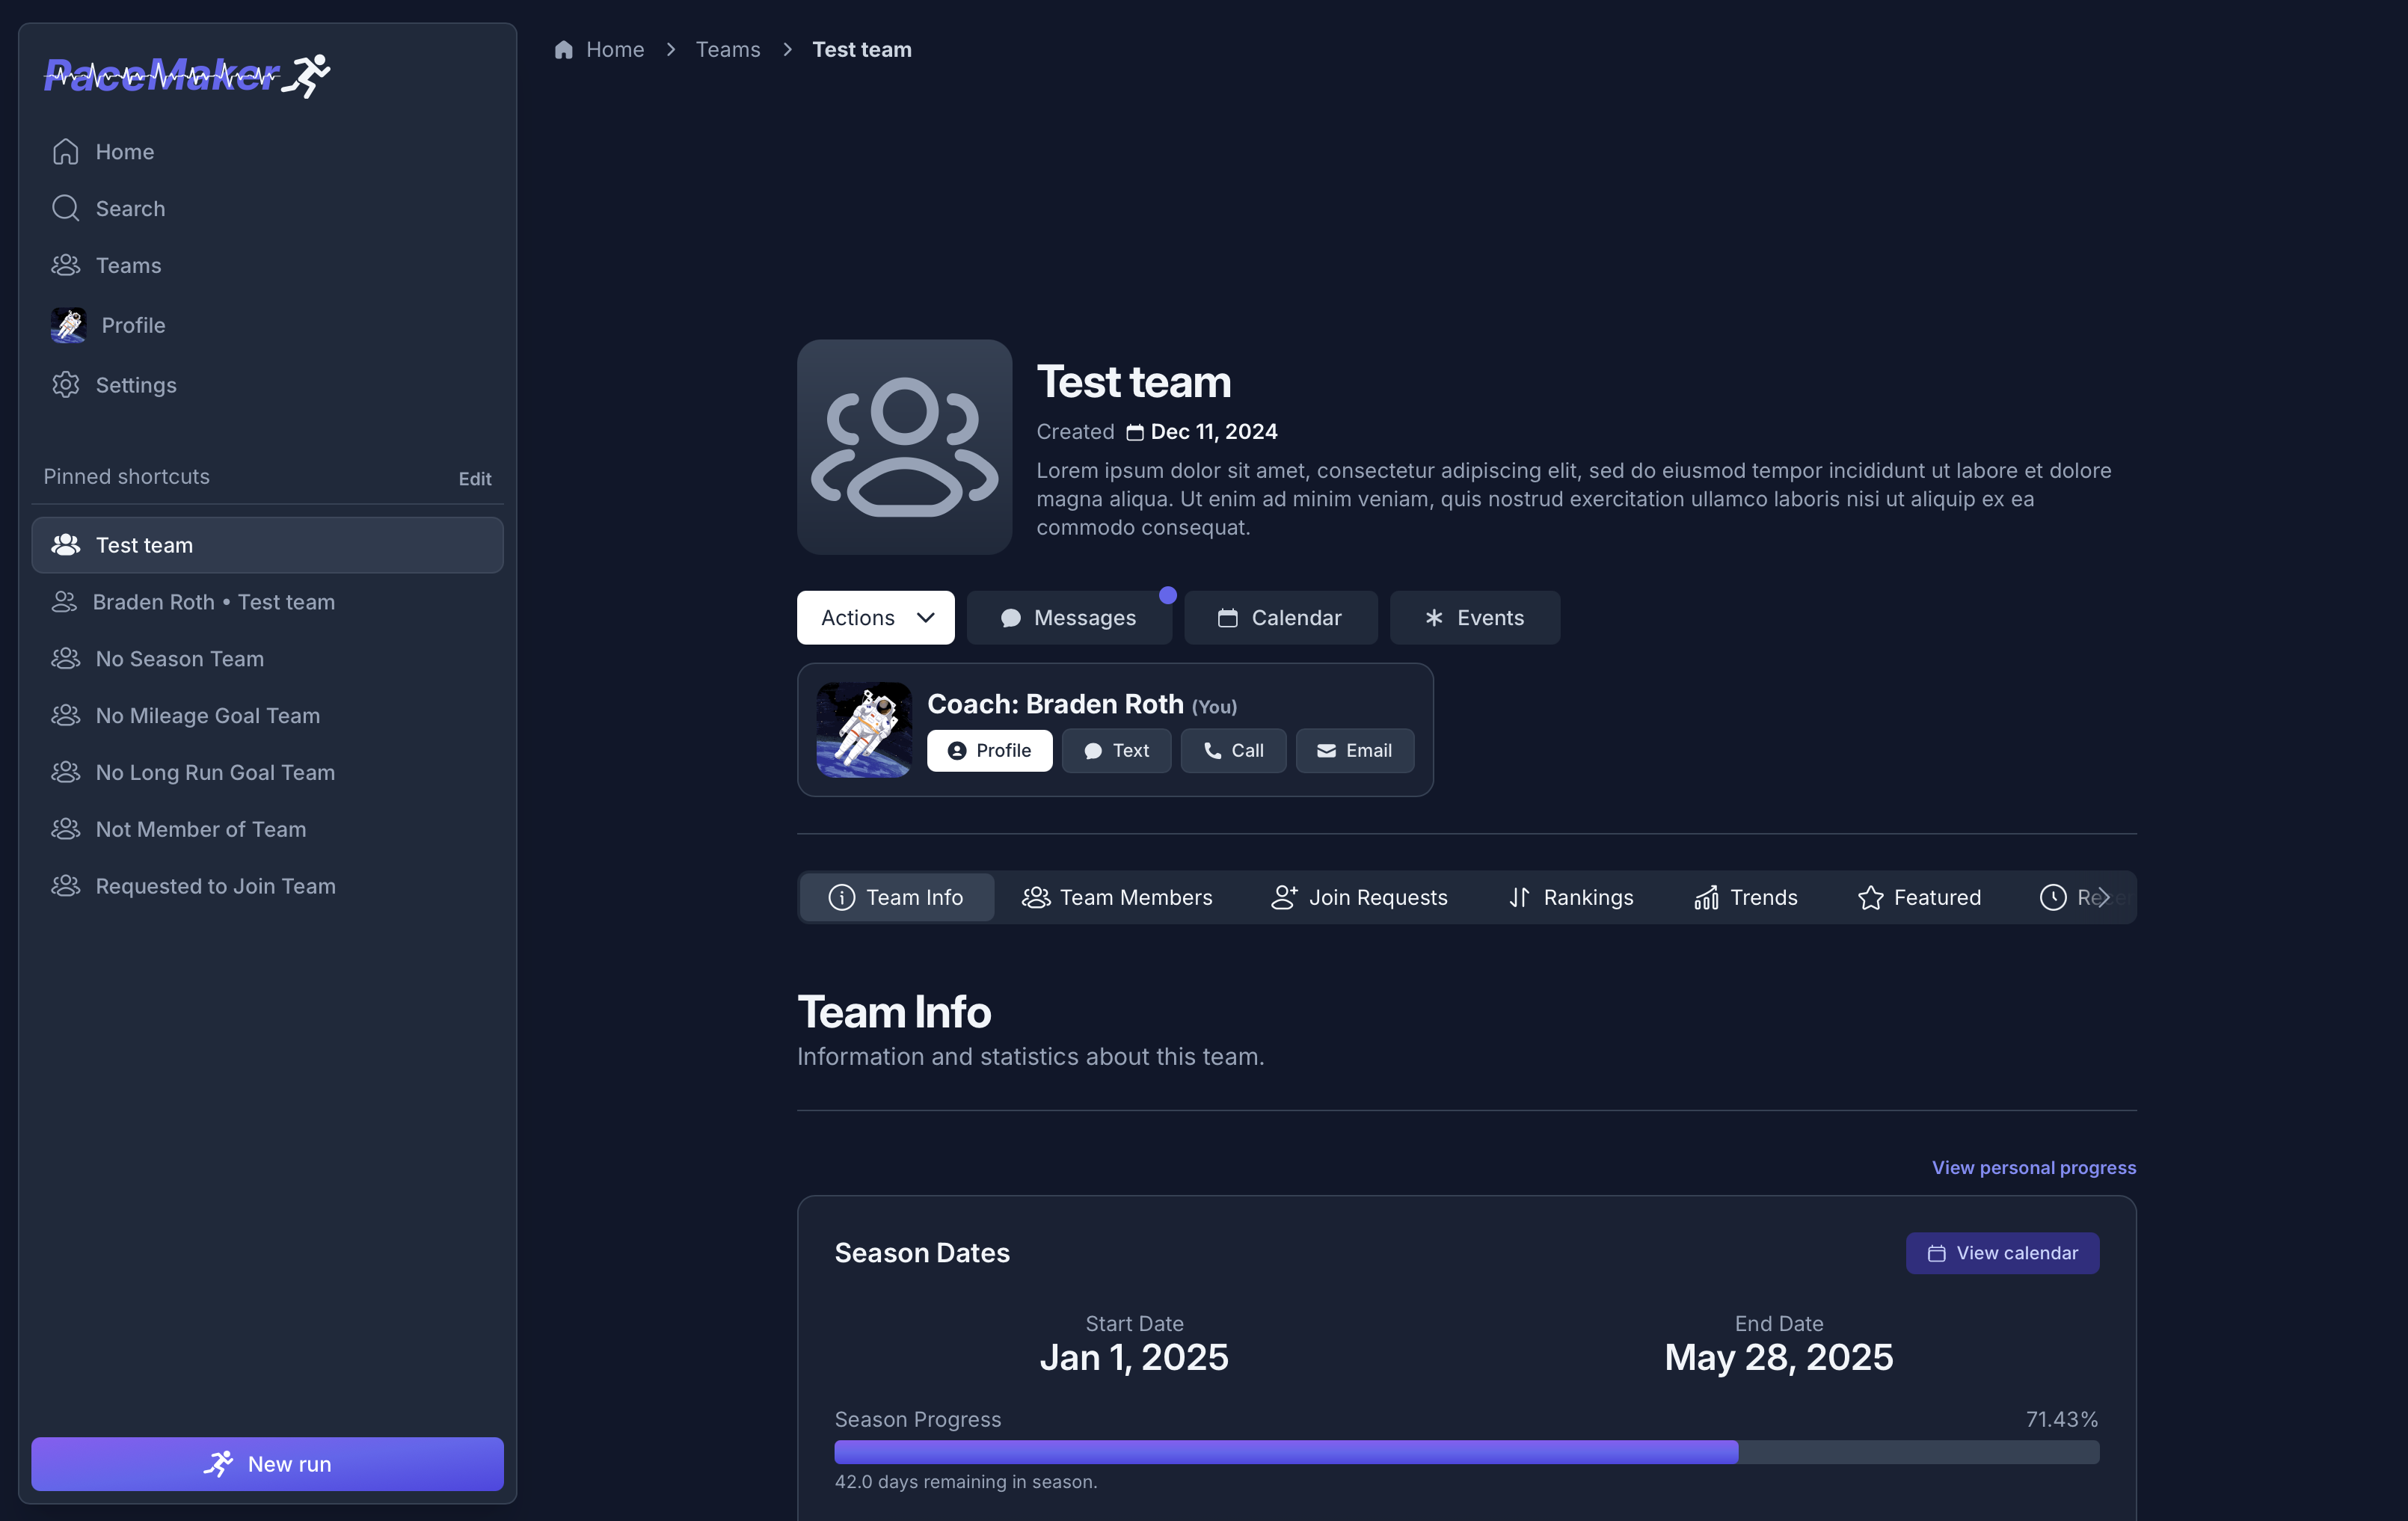 PaceMaker
Home
Search
Teams
Profile
Settings
Pinned shortcuts
Edit
Test team
Braden Roth • Test team
No Season Team
No Mileage Goal Team
No Long Run Goal Team
Not Member of Team
Requested to Join Team
New run
Home > Teams > Test team
Test team
Created Dec 11, 2024
Lorem ipsum dolor sit amet, consectetur adipiscing elit, sed do eiusmod tempor incididunt ut labore et dolore
magna aliqua. Ut enim ad minim veniam, quis nostrud exercitation ullamco laboris nisi ut aliquip ex ea
commodo consequat.
Actions Messages Calendar Events
Coach: Braden Roth (You)
Profile Text Call Email
Team Info Team Members Join Requests Rankings Trends Featured
Team Info
Information and statistics about this team.
View personal progress
Season Dates
View calendar
Start Date End Date
Jan 1, 2025 May 28, 2025
Season Progress 71.43%
42.0 days remaining in season.